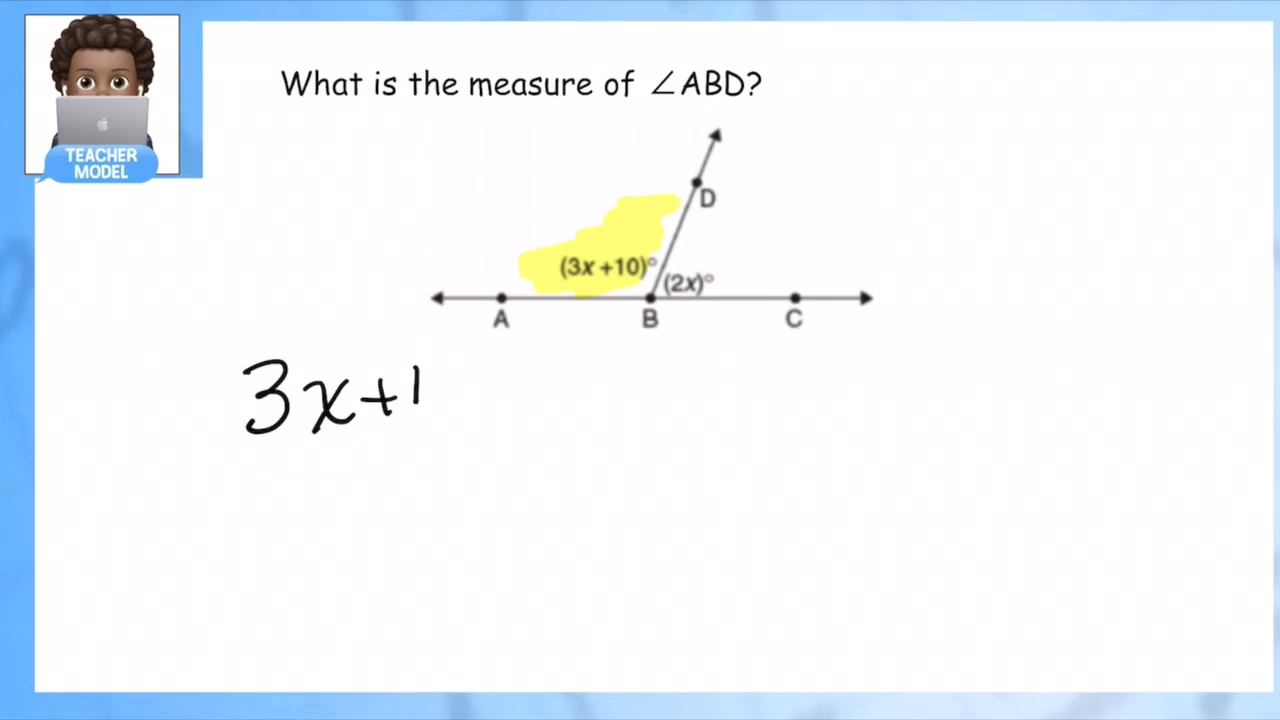 TEACHER
MODEL
What is the measure of ∠ABD?
D
(3x+10)°
(2x)°
A B C
3x+1